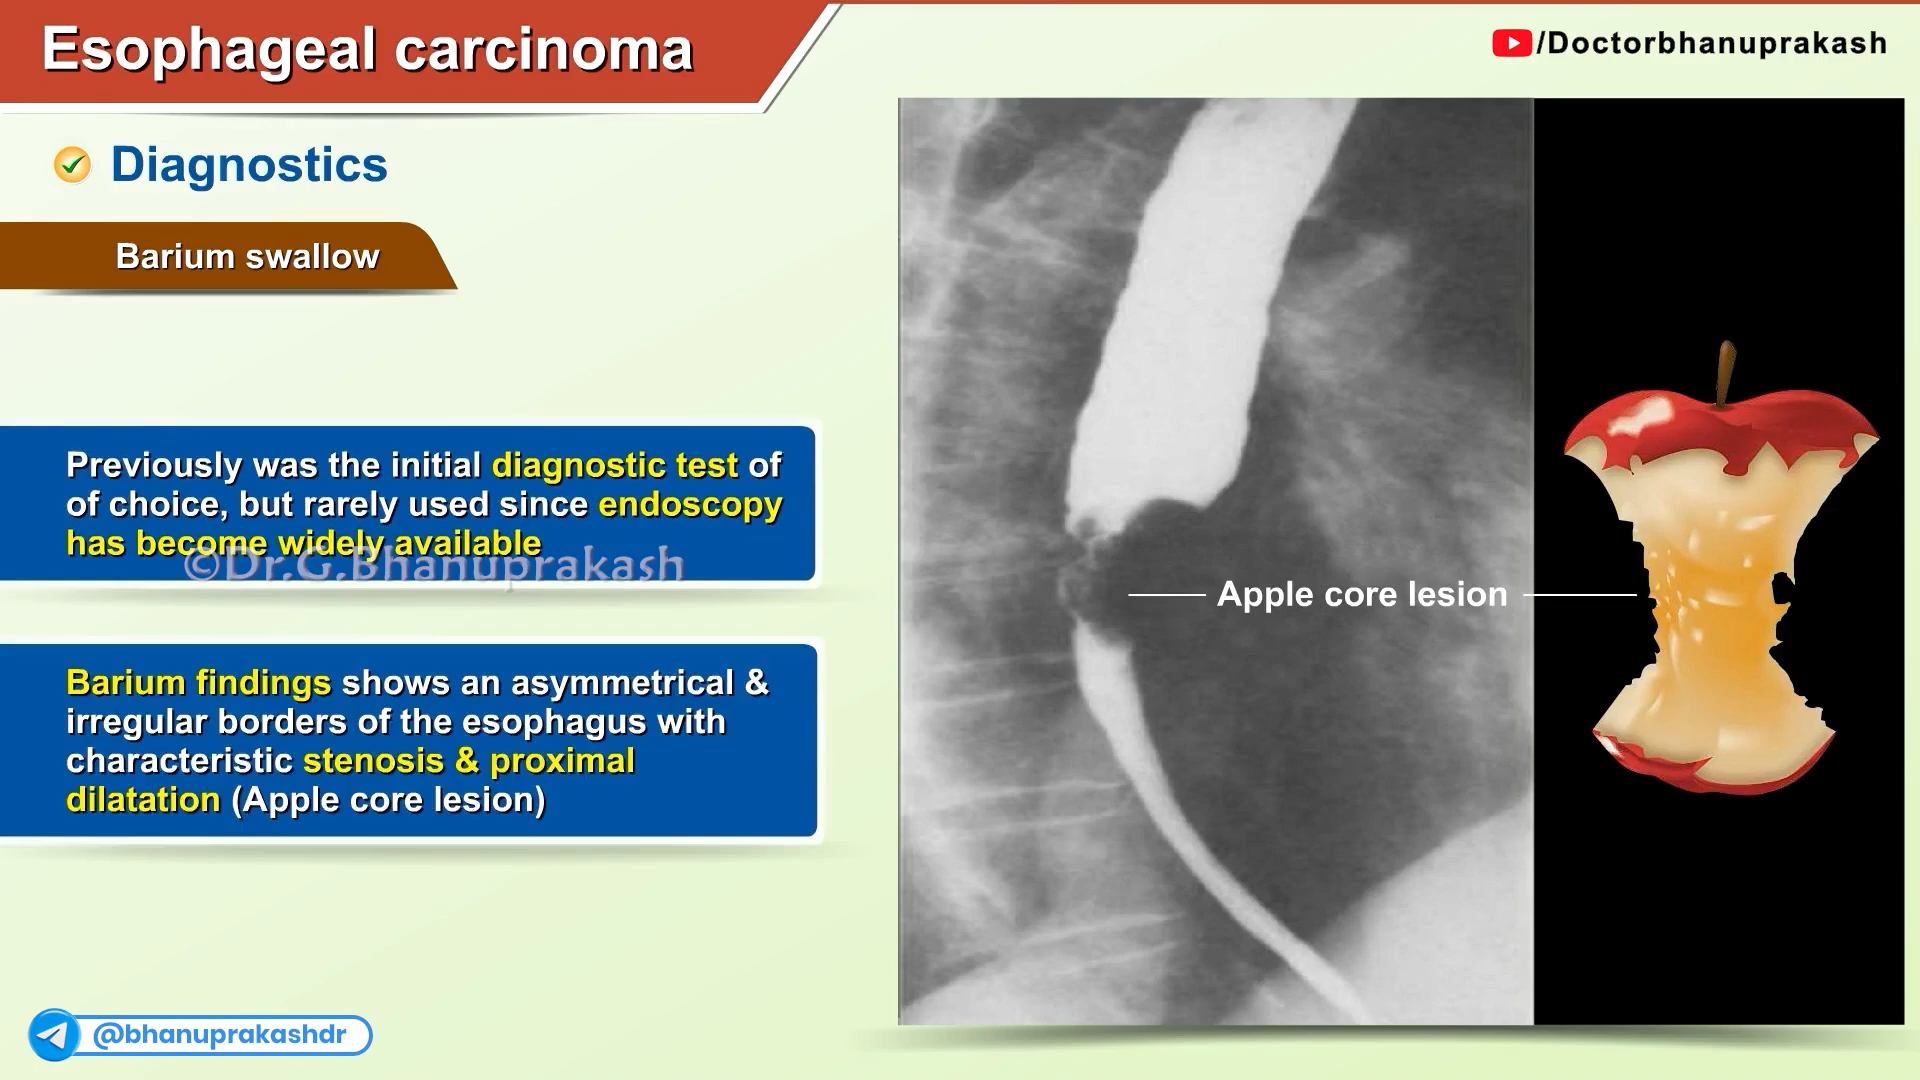 Esophageal carcinoma
/Doctorbhanuprakash
Diagnostics
Barium swallow
Previously was the initial diagnostic test of
of choice, but rarely used since endoscopy
has become widely available
©Dr.G.Bhanuprakash
Apple core lesion
Barium findings shows an asymmetrical &
irregular borders of the esophagus with
characteristic stenosis & proximal
dilatation (Apple core lesion)
@bhanuprakashdr